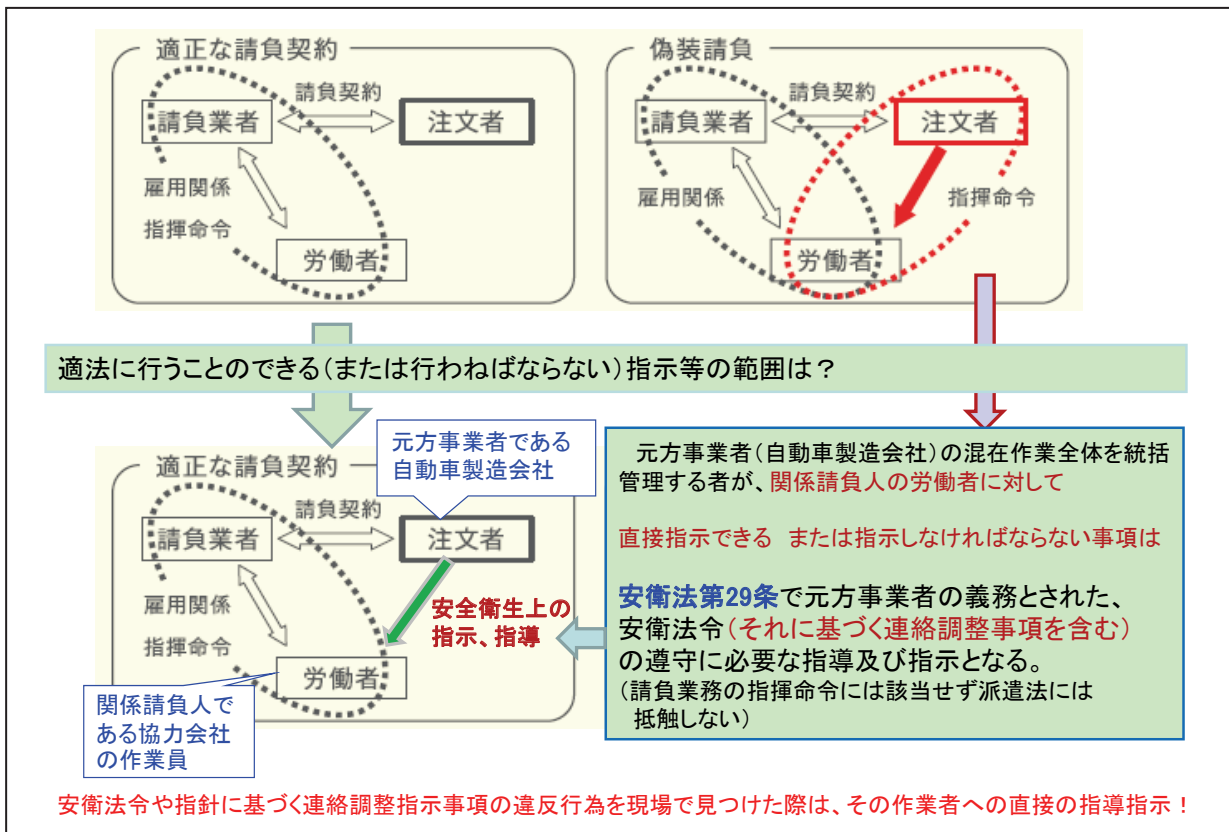 適正な請負契約
請負契約
請負業者
注文者
雇用関係
指揮命令
労働者
偽装請負
請負契約
請負業者
注文者
雇用関係
指揮命令
労働者
適法に行うことのできる(または行わねばならない)指示等の範囲は?
元方事業者である
自動車製造会社
適正な請負契約
請負契約
請負業者
注文者
雇用関係
指揮命令
安全衛生上の
指示、指導
労働者
関係請負人で
ある協力会社
の作業員
元方事業者(自動車製造会社)の混在作業全体を統括
管理する者が、関係請負人の労働者に対して
直接指示できる または指示しなければならない事項は
安衛法第29条で元方事業者の義務とされた、
安衛法令(それに基づく連絡調整事項を含む)
の遵守に必要な指導及び指示となる。
(請負業務の指揮命令には該当せず派遣法には
抵触しない)
安衛法令や指針に基づく連絡調整指示事項の違反行為を現場で見つけた際は、その作業者への直接の指導指示!